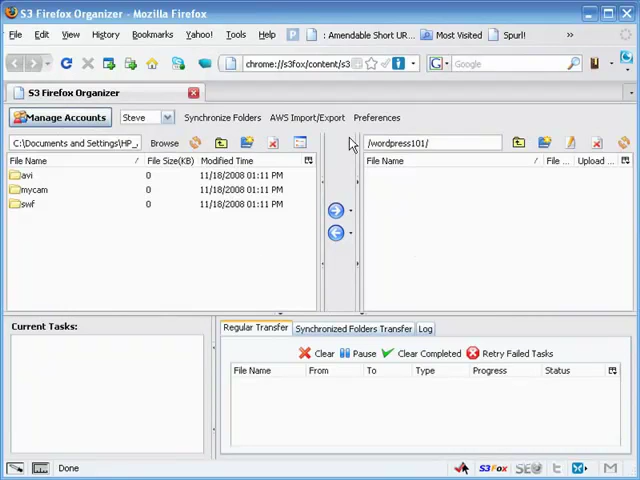 S3 Firefox Organizer - Mozilla Firefox
File Edit View History Bookmarks Yahoo! Tools Help : Amendable Short UR... Most Visited Spurl! »
chrome://s3fox/content/s3 Google
S3 Firefox Organizer
Manage Accounts Steve Synchronize Folders AWS Import/Export Preferences
C:\Documents and Settings\HP_ Browse /wordpress101/
File Name File Size(KB) Modified Time File Name File ... Upload ...
avi 0 11/18/2008 01:11 PM
mycam 0 11/18/2008 01:11 PM
swf 0 11/18/2008 01:11 PM
Current Tasks: Regular Transfer Synchronized Folders Transfer Log
Clear Pause Clear Completed Retry Failed Tasks
File Name From To Type Progress Status
Done S3Fox SEO